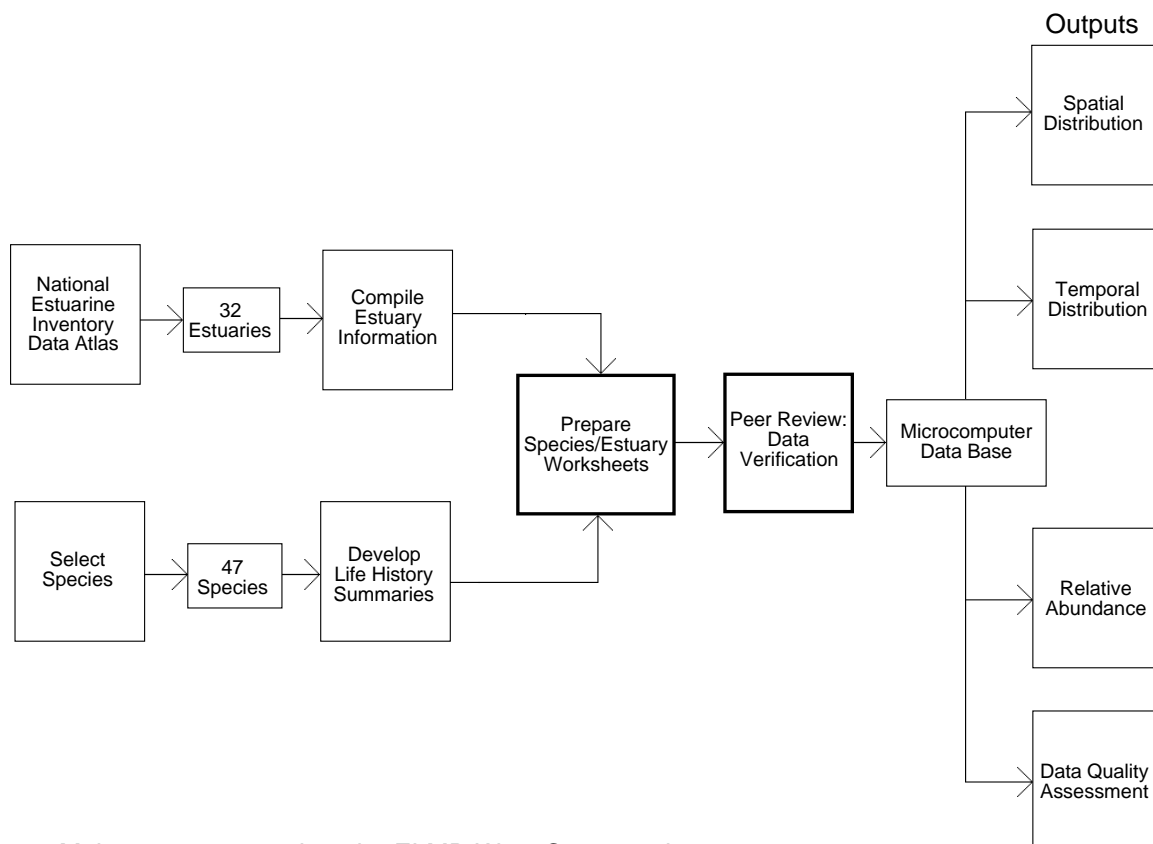 Outputs
Spatial
Distribution
National
Estuarine
Inventory
Data Atlas
32
Estuaries
Compile
Estuary
Information
Temporal
Distribution
Prepare
Species/Estuary
Worksheets
Peer Review:
Data
Verification
Microcomputer
Data Base
Select
Species
47
Species
Develop
Life History
Summaries
Relative
Abundance
Data Quality
Assessment